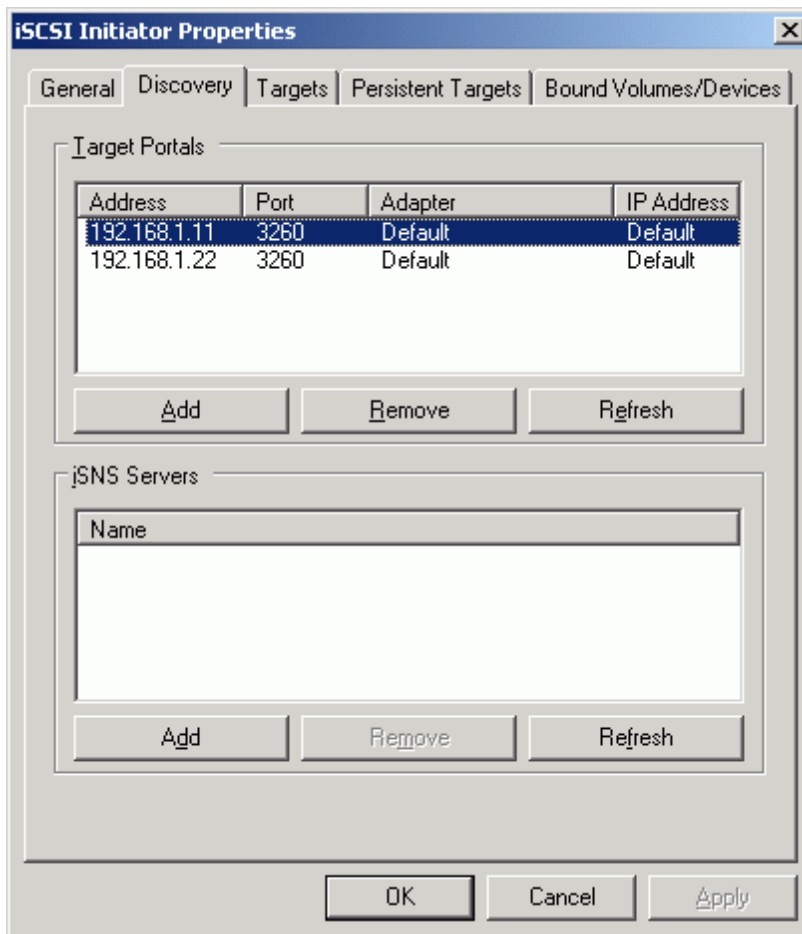 iSCSI Initiator Properties
General Discovery Targets Persistent Targets Bound Volumes/Devices
Target Portals
Address Port Adapter IP Address
192.168.1.11 3260 Default Default
192.168.1.22 3260 Default Default
Add Remove Refresh
iSNS Servers
Name
Add Remove Refresh
OK Cancel Apply